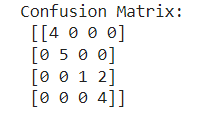 Confusion Matrix:
[[4 0 0 0]
[0 5 0 0]
[0 0 1 2]
[0 0 0 4]]